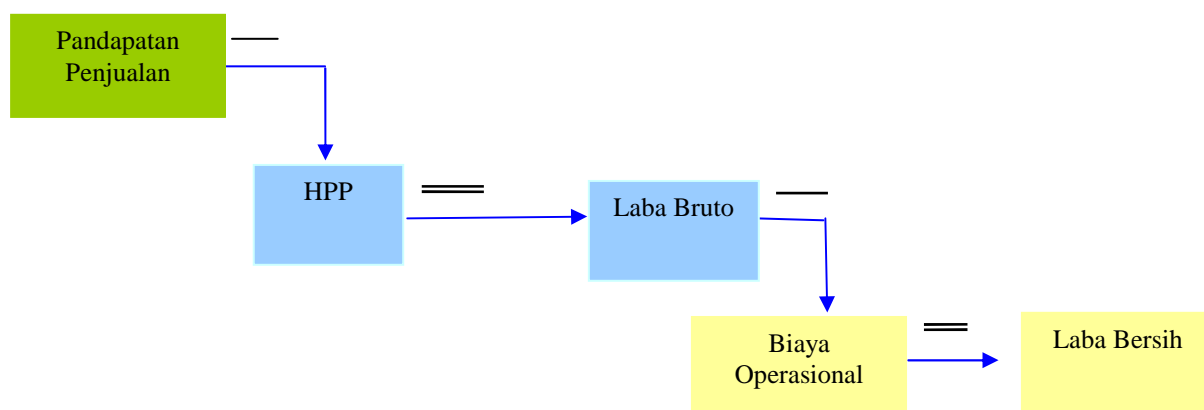 Pandapatan
Penjualan
HPP
Laba Bruto
Biaya
Operasional
Laba Bersih